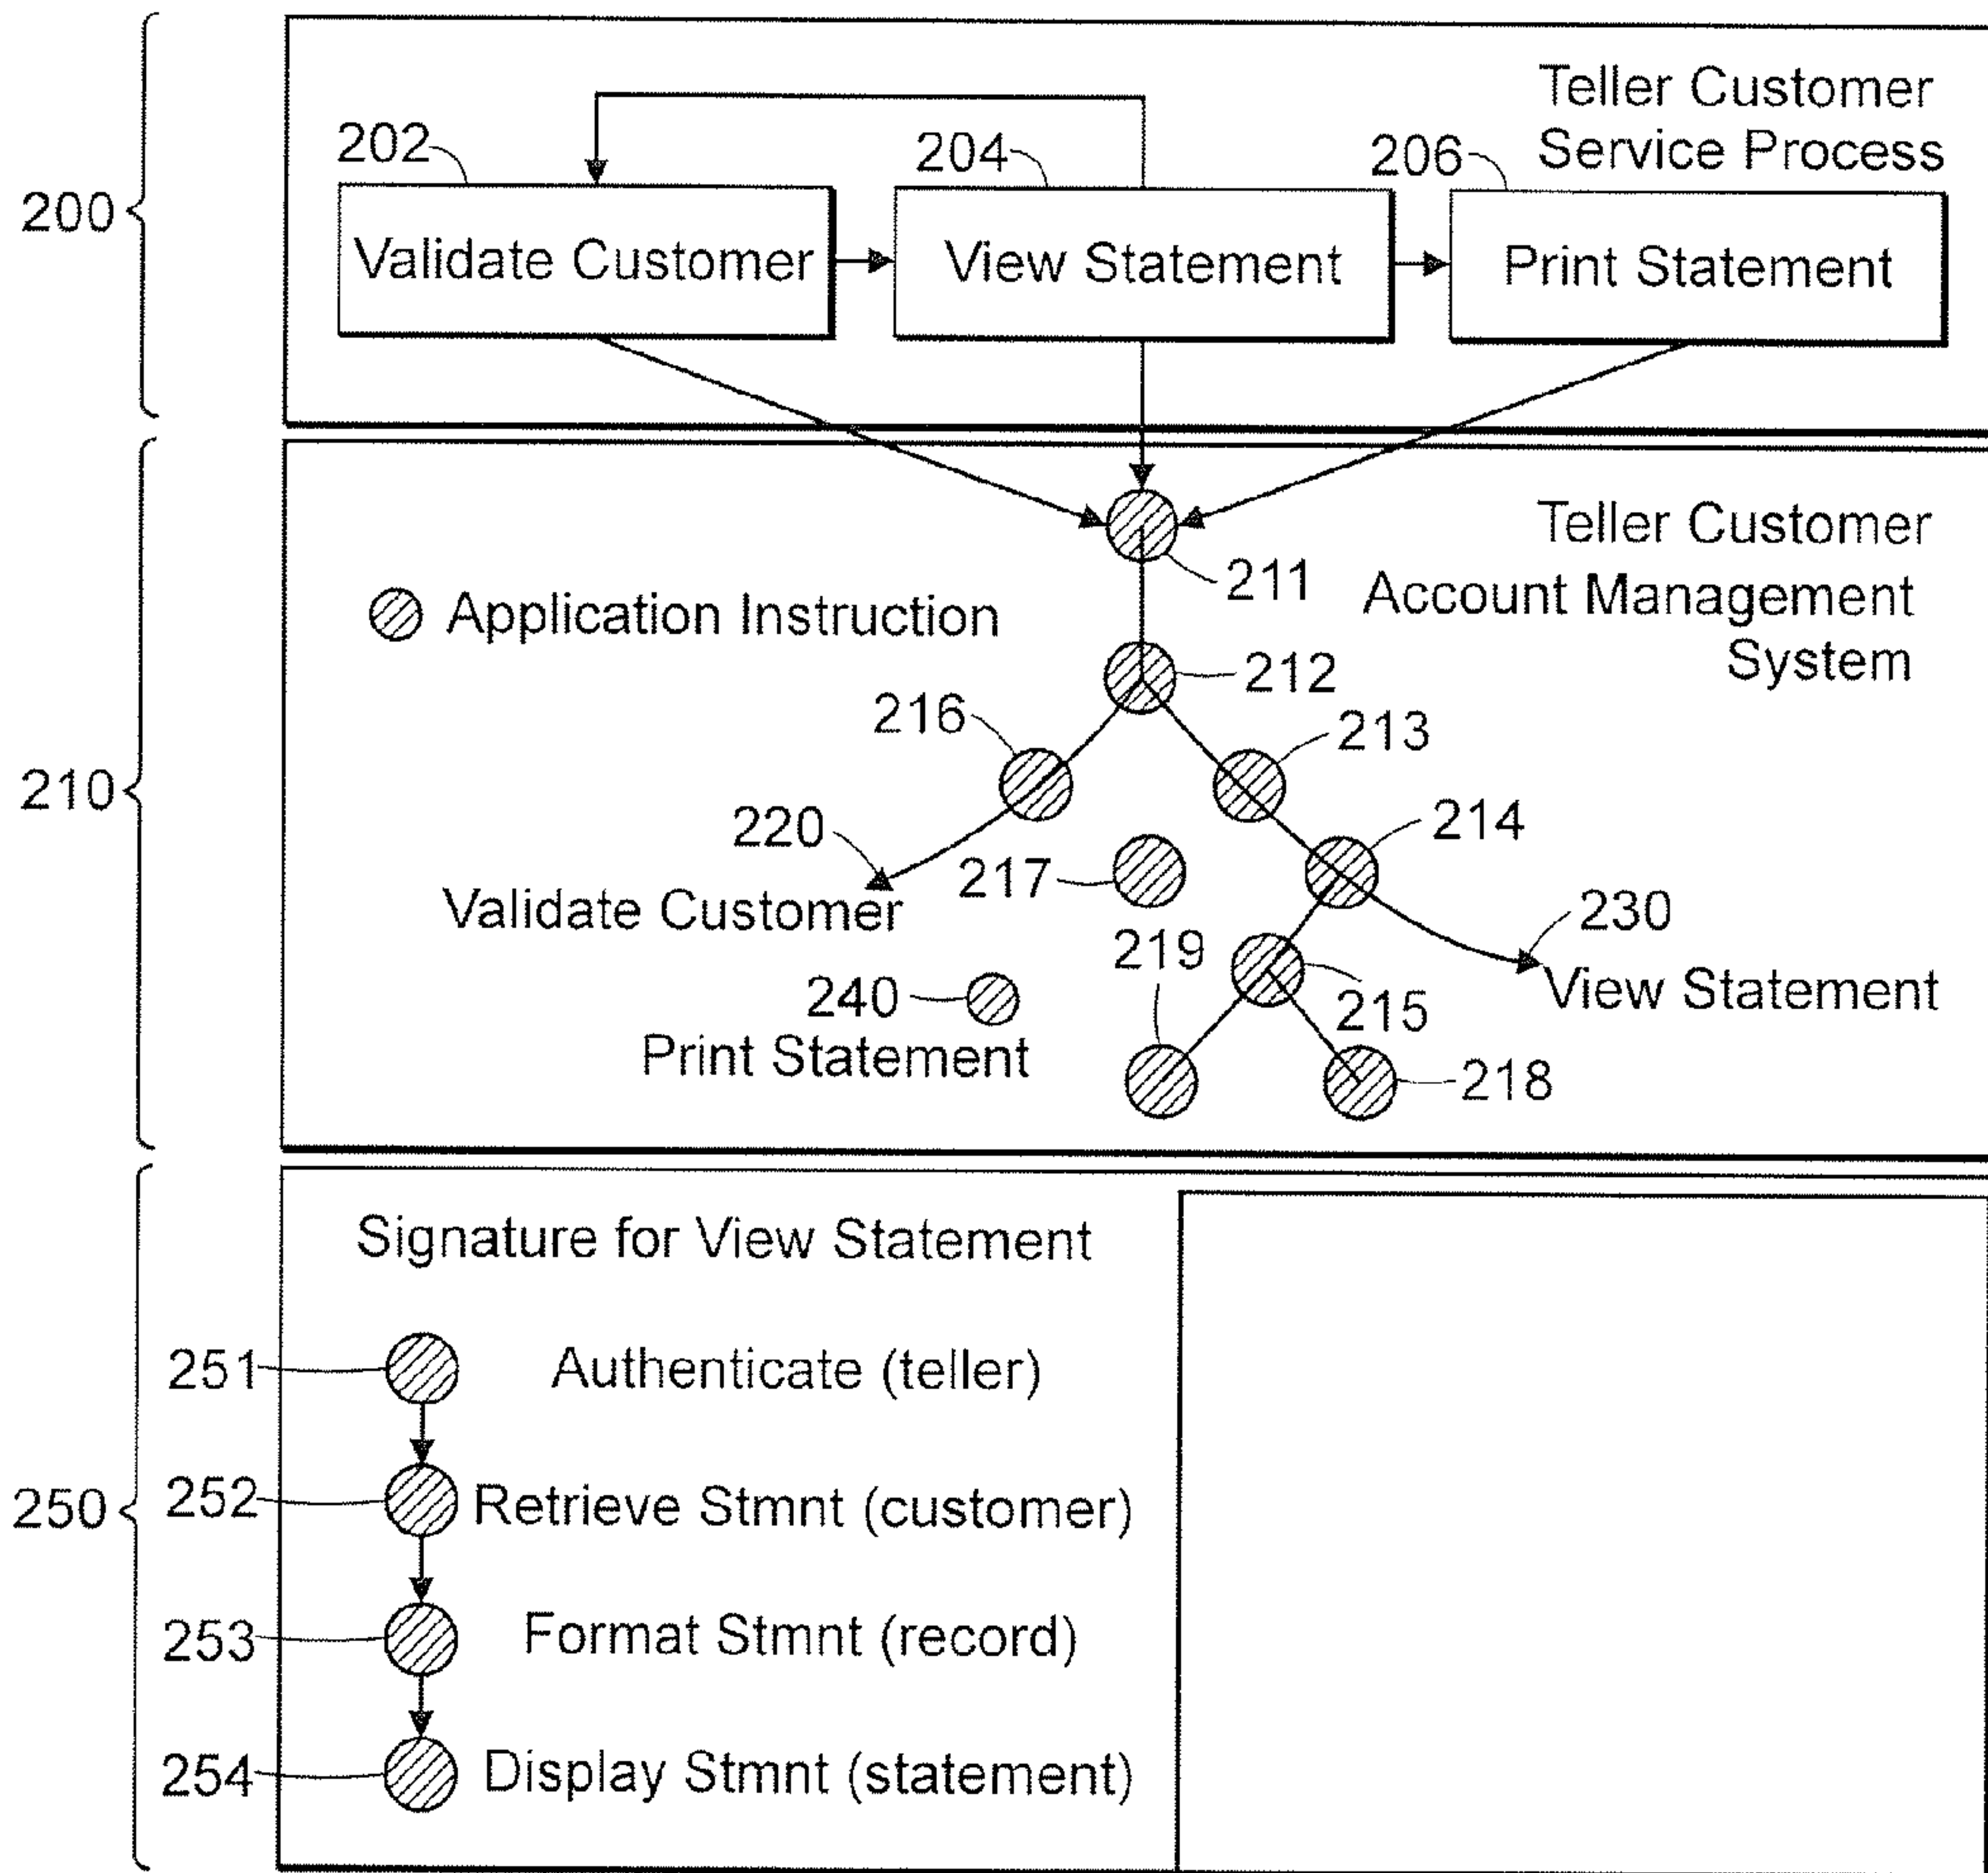 200
Teller Customer
Service Process
202
204
206
Validate Customer
View Statement
Print Statement
210
Teller Customer
Account Management
System
Application Instruction
211
212
216
213
220
214
217
Validate Customer
230
219
View Statement
240
215
Print Statement
218
250
Signature for View Statement
251
Authenticate (teller)
252
Retrieve Stmnt (customer)
253
Format Stmnt (record)
254
Display Stmnt (statement)